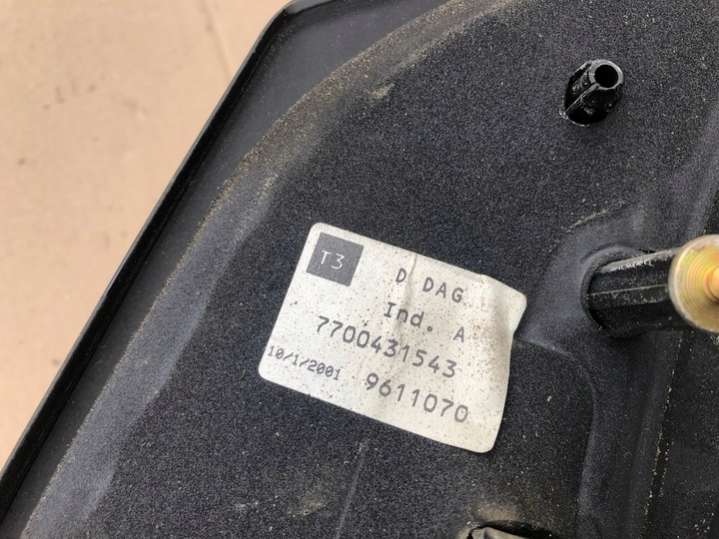 T3
D DAG
Ind. A
7700431543
10/1/2001 9611070